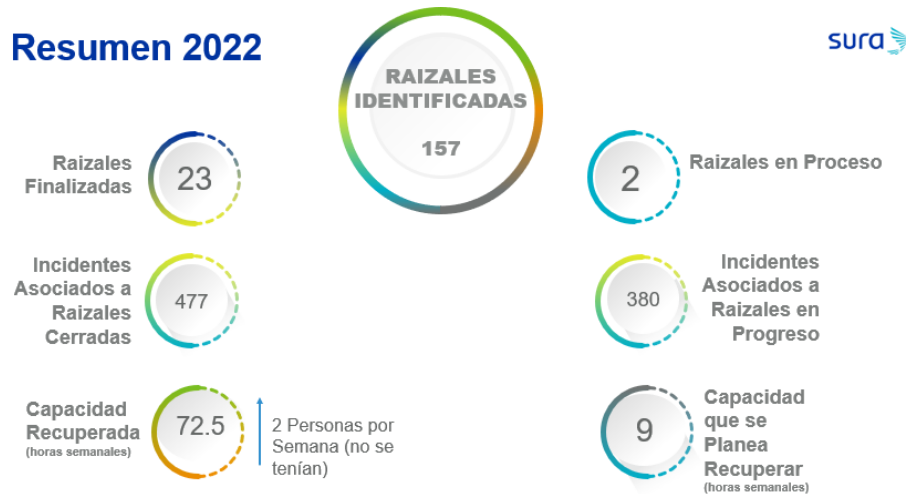 Resumen 2022
sura
RAIZALES
IDENTIFICADAS
157
Raizales
Finalizadas
23
2
Raizales en Proceso
Incidentes
Asociados a
Raizales
Cerradas
477
380
Incidentes
Asociados a
Raizales en
Progreso
Capacidad
Recuperada
(horas semanales)
72.5
2 Personas por
Semana (no se
tenían)
9
Capacidad
que se
Planea
Recuperar
(horas semanales)